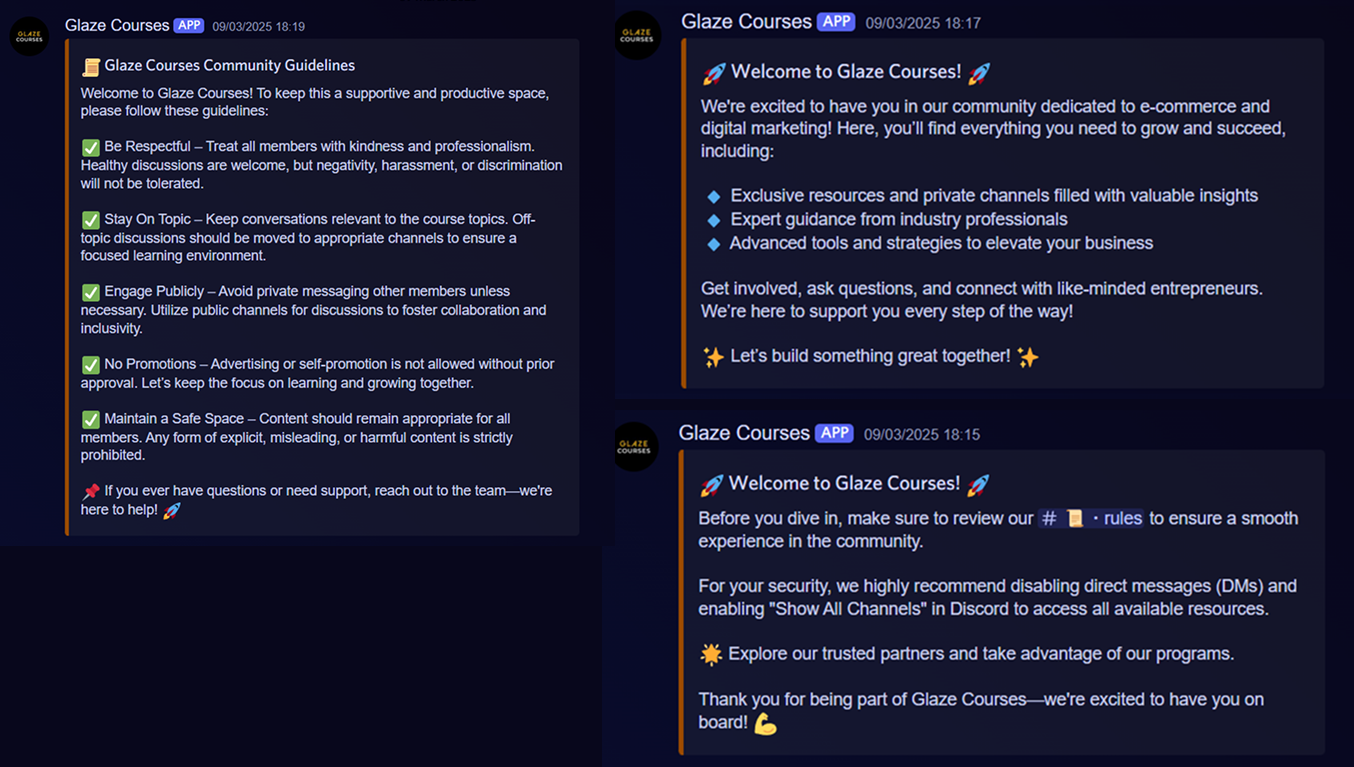 GLAZE COURSES
Glaze Courses APP 09/03/2025 18:19
📜 Glaze Courses Community Guidelines
Welcome to Glaze Courses! To keep this a supportive and productive space,
please follow these guidelines:
✅ Be Respectful – Treat all members with kindness and professionalism.
Healthy discussions are welcome, but negativity, harassment, or discrimination
will not be tolerated.
✅ Stay On Topic – Keep conversations relevant to the course topics. Off-
topic discussions should be moved to appropriate channels to ensure a
focused learning environment.
✅ Engage Publicly – Avoid private messaging other members unless
necessary. Utilize public channels for discussions to foster collaboration and
inclusivity.
✅ No Promotions – Advertising or self-promotion is not allowed without prior
approval. Let's keep the focus on learning and growing together.
✅ Maintain a Safe Space – Content should remain appropriate for all
members. Any form of explicit, misleading, or harmful content is strictly
prohibited.
📌 If you ever have questions or need support, reach out to the team—we're
here to help! 🚀
GLAZE COURSES
Glaze Courses APP 09/03/2025 18:17
🚀 Welcome to Glaze Courses! 🚀
We're excited to have you in our community dedicated to e-commerce and
digital marketing! Here, you'll find everything you need to grow and succeed,
including:
🔹 Exclusive resources and private channels filled with valuable insights
🔹 Expert guidance from industry professionals
🔹 Advanced tools and strategies to elevate your business
Get involved, ask questions, and connect with like-minded entrepreneurs.
We're here to support you every step of the way!
✨ Let's build something great together! ✨
GLAZE COURSES
Glaze Courses APP 09/03/2025 18:15
🚀 Welcome to Glaze Courses! 🚀
Before you dive in, make sure to review our # 📜 · rules to ensure a smooth
experience in the community.
For your security, we highly recommend disabling direct messages (DMs) and
enabling "Show All Channels" in Discord to access all available resources.
🌟 Explore our trusted partners and take advantage of our programs.
Thank you for being part of Glaze Courses—we're excited to have you on
board! 💪